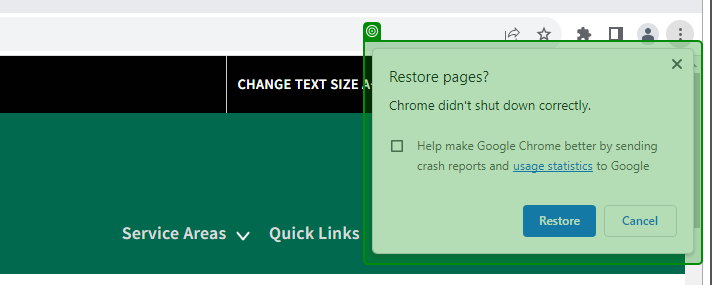 CHANGE TEXT SIZE A
Restore pages?
Chrome didn't shut down correctly.
Help make Google Chrome better by sending
crash reports and usage statistics to Google
Restore Cancel
Service Areas Quick Links